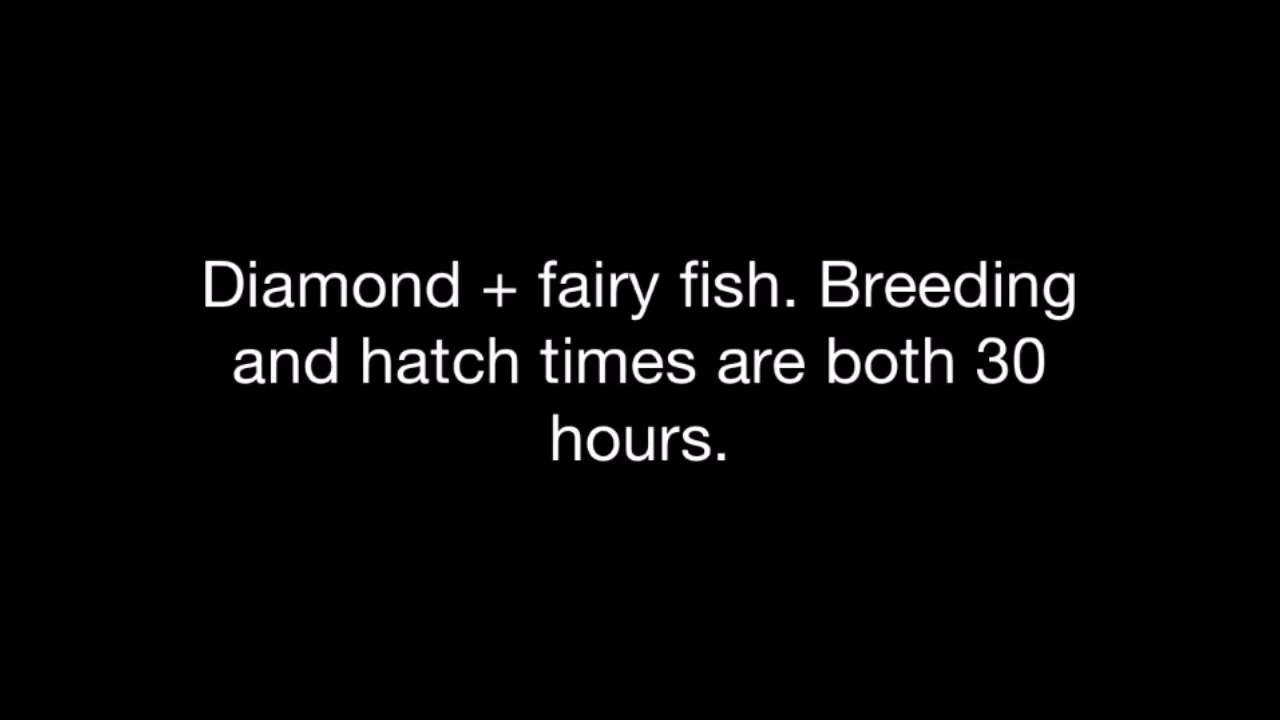 Diamond + fairy fish. Breeding
and hatch times are both 30
hours.